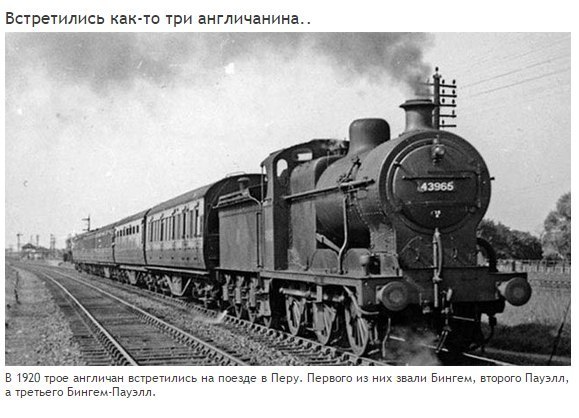 Встретились как-то три англичанина..
43965
В 1920 трое англичан встретились на поезде в Перу. Первого из них звали Бингем, второго Пауэлл,
а третьего Бингем-Пауэлл.